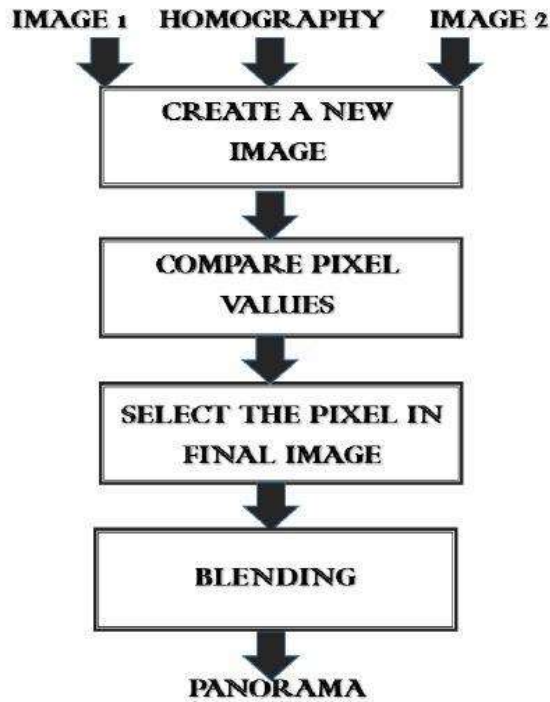 IMAGE 1 HOMOGRAPHY IMAGE 2
CREATE A NEW
IMAGE
COMPARE PIXEL
VALUES
SELECT THE PIXEL IN
FINAL IMAGE
BLENDING
PANORAMA